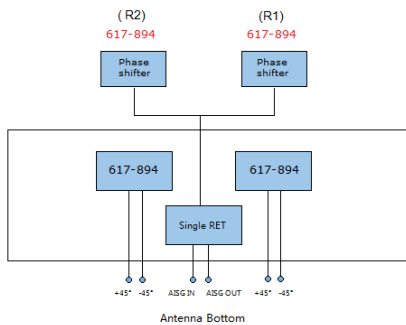 (R2) (R1)
617-894 617-894
Phase shifter Phase shifter
617-894 617-894
Single RET
+45° -45° AISG IN AISG OUT +45° -45°
Antenna Bottom